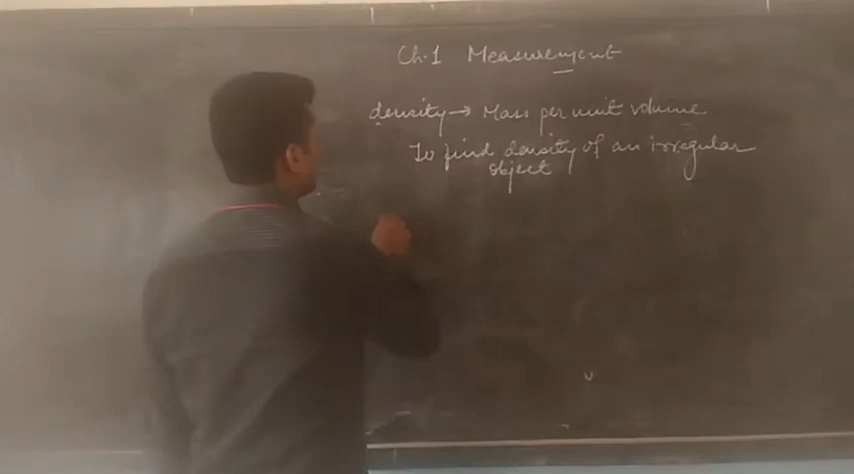 Ch.1 Measurement
density → Mass per unit volume
To find density of an irregular
object